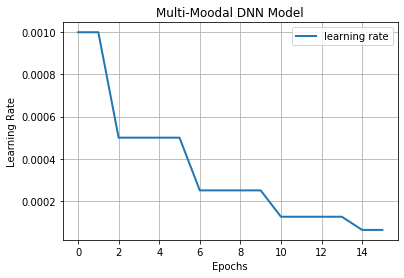 Multi-Moodal DNN Model
learning rate
0.0010
0.0008
0.0006
0.0004
0.0002
Learning Rate
0 2 4 6 8 10 12 14
Epochs